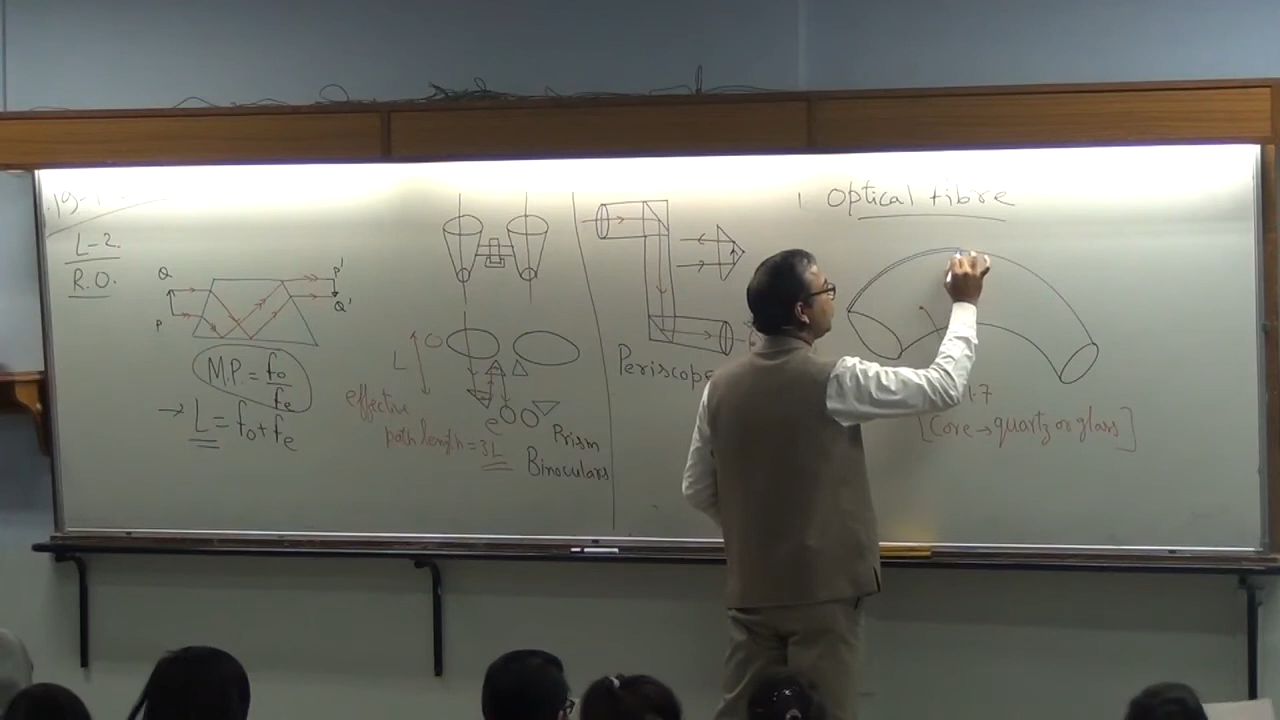 L-2.
R.O.
Q
P
P'
Q'
M.P. = fo/fe
→ L = fo + fe
L
O
e
effective
path length = 3L
Prism
Binoculars
Periscope
Optical fibre
1.7
[Core → quartz or glass]